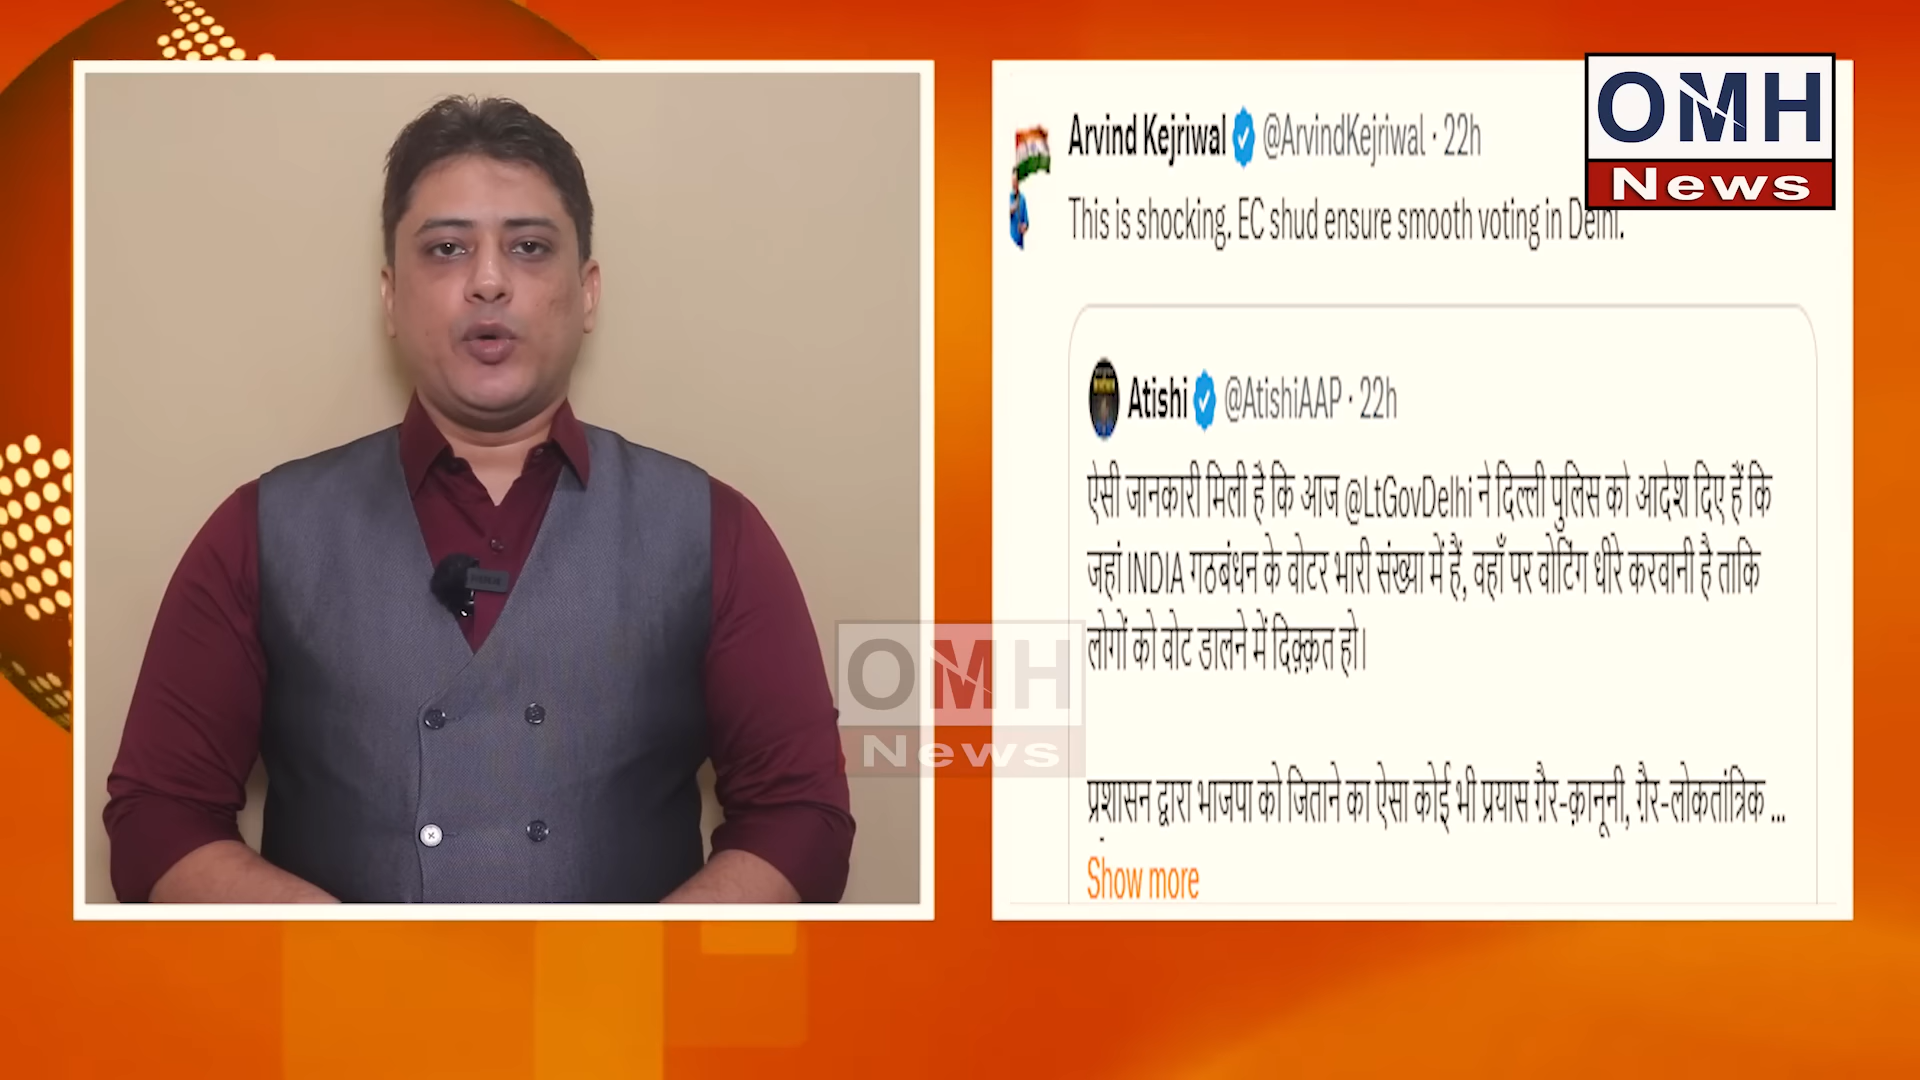 OMH
News
Arvind Kejriwal @ArvindKejriwal · 22h
This is shocking. EC shud ensure smooth voting in Delhi.
Atishi @AtishiAAP · 22h
ऐसी जानकारी मिली है कि आज @LtGovDelhi ने दिल्ली पुलिस को आदेश दिए हैं कि
जहां INDIA गठबंधन के वोटर भारी संख्या में हैं, वहाँ पर वोटिंग धीरे करवानी है ताकि
लोगों को वोट डालने में दिक़्क़त हो।
OMH
News
प्रशासन द्वारा भाजपा को जिताने का ऐसा कोई भी प्रयास ग़ैर-क़ानूनी, ग़ैर-लोकतांत्रिक ...
Show more